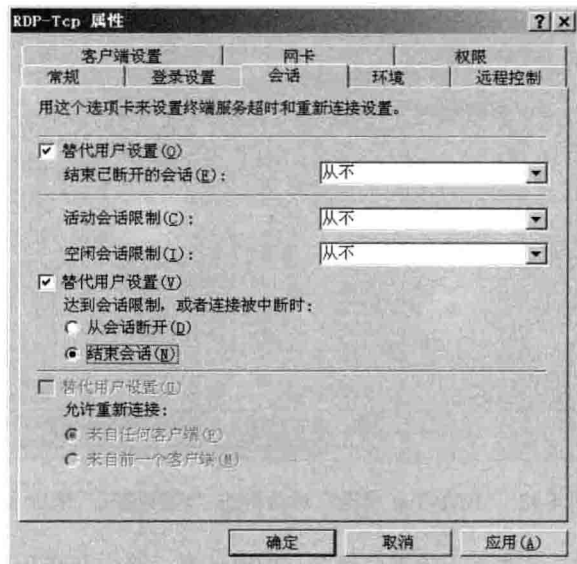 RDP-Tcp 属性
客户端设置 网卡 权限
常规 登录设置 会话 环境 远程控制
用这个选项卡来设置终端服务超时和重新连接设置。
替代用户设置(O)
结束已断开的会话(E): 从不
活动会话限制(C): 从不
空闲会话限制(I): 从不
替代用户设置(V)
达到会话限制，或者连接被中断时:
从会话断开(D)
结束会话(N)
替代用户设置(U)
允许重新连接:
来自任何客户端(F)
来自前一个客户端(M)
确定 取消 应用(A)